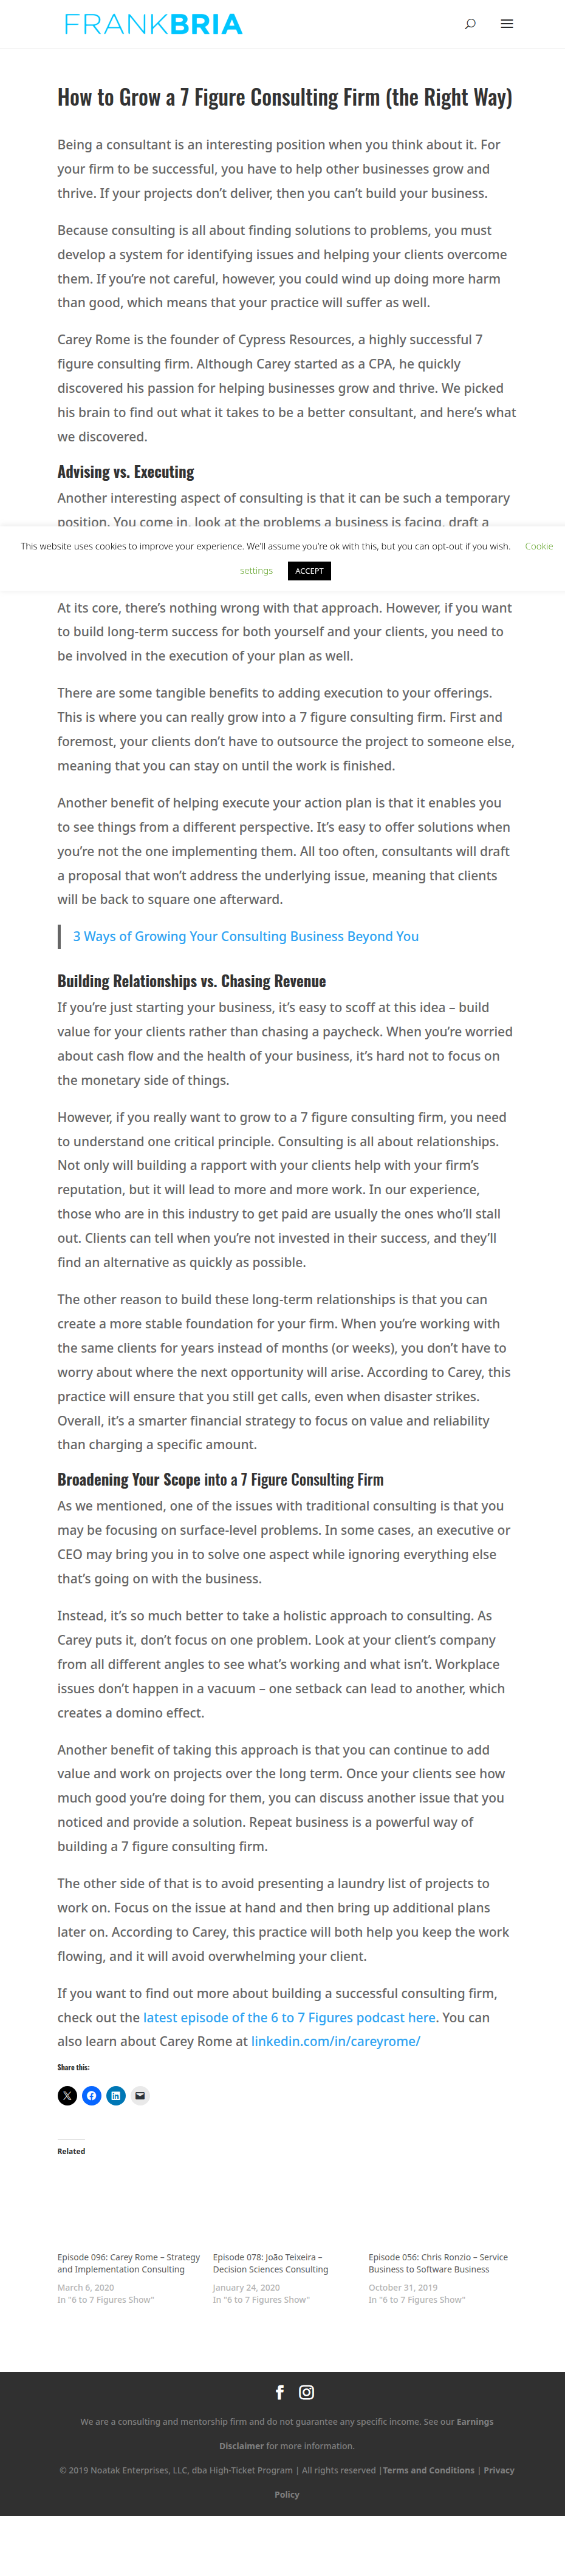 FRANKBRIA
How to Grow a 7 Figure Consulting Firm (the Right Way)
Being a consultant is an interesting position when you think about it. For
your firm to be successful, you have to help other businesses grow and
thrive. If your projects don’t deliver, then you can’t build your business.
Because consulting is all about finding solutions to problems, you must
develop a system for identifying issues and helping your clients overcome
them. If you’re not careful, however, you could wind up doing more harm
than good, which means that your practice will suffer as well.
Carey Rome is the founder of Cypress Resources, a highly successful 7
figure consulting firm. Although Carey started as a CPA, he quickly
discovered his passion for helping businesses grow and thrive. We picked
his brain to find out what it takes to be a better consultant, and here’s what
we discovered.
Advising vs. Executing
Another interesting aspect of consulting is that it can be such a temporary
position. You come in, look at the problems a business is facing, draft a
This website uses cookies to improve your experience. We'll assume you're ok with this, but you can opt-out if you wish. Cookie
settings ACCEPT
At its core, there’s nothing wrong with that approach. However, if you want
to build long-term success for both yourself and your clients, you need to
be involved in the execution of your plan as well.
There are some tangible benefits to adding execution to your offerings.
This is where you can really grow into a 7 figure consulting firm. First and
foremost, your clients don’t have to outsource the project to someone else,
meaning that you can stay on until the work is finished.
Another benefit of helping execute your action plan is that it enables you
to see things from a different perspective. It’s easy to offer solutions when
you’re not the one implementing them. All too often, consultants will draft
a proposal that won’t address the underlying issue, meaning that clients
will be back to square one afterward.
3 Ways of Growing Your Consulting Business Beyond You
Building Relationships vs. Chasing Revenue
If you’re just starting your business, it’s easy to scoff at this idea – build
value for your clients rather than chasing a paycheck. When you’re worried
about cash flow and the health of your business, it’s hard not to focus on
the monetary side of things.
However, if you really want to grow to a 7 figure consulting firm, you need
to understand one critical principle. Consulting is all about relationships.
Not only will building a rapport with your clients help with your firm’s
reputation, but it will lead to more and more work. In our experience,
those who are in this industry to get paid are usually the ones who’ll stall
out. Clients can tell when you’re not invested in their success, and they’ll
find an alternative as quickly as possible.
The other reason to build these long-term relationships is that you can
create a more stable foundation for your firm. When you’re working with
the same clients for years instead of months (or weeks), you don’t have to
worry about where the next opportunity will arise. According to Carey, this
practice will ensure that you still get calls, even when disaster strikes.
Overall, it’s a smarter financial strategy to focus on value and reliability
than charging a specific amount.
Broadening Your Scope into a 7 Figure Consulting Firm
As we mentioned, one of the issues with traditional consulting is that you
may be focusing on surface-level problems. In some cases, an executive or
CEO may bring you in to solve one aspect while ignoring everything else
that’s going on with the business.
Instead, it’s so much better to take a holistic approach to consulting. As
Carey puts it, don’t focus on one problem. Look at your client’s company
from all different angles to see what’s working and what isn’t. Workplace
issues don’t happen in a vacuum – one setback can lead to another, which
creates a domino effect.
Another benefit of taking this approach is that you can continue to add
value and work on projects over the long term. Once your clients see how
much good you’re doing for them, you can discuss another issue that you
noticed and provide a solution. Repeat business is a powerful way of
building a 7 figure consulting firm.
The other side of that is to avoid presenting a laundry list of projects to
work on. Focus on the issue at hand and then bring up additional plans
later on. According to Carey, this practice will both help you keep the work
flowing, and it will avoid overwhelming your client.
If you want to find out more about building a successful consulting firm,
check out the latest episode of the 6 to 7 Figures podcast here. You can
also learn about Carey Rome at linkedin.com/in/careyrome/
Share this:
Related
Episode 096: Carey Rome – Strategy
and Implementation Consulting
March 6, 2020
In "6 to 7 Figures Show"
Episode 078: João Teixeira –
Decision Sciences Consulting
January 24, 2020
In "6 to 7 Figures Show"
Episode 056: Chris Ronzio – Service
Business to Software Business
October 31, 2019
In "6 to 7 Figures Show"
We are a consulting and mentorship firm and do not guarantee any specific income. See our Earnings
Disclaimer for more information.
© 2019 Noatak Enterprises, LLC, dba High-Ticket Program | All rights reserved |Terms and Conditions | Privacy
Policy